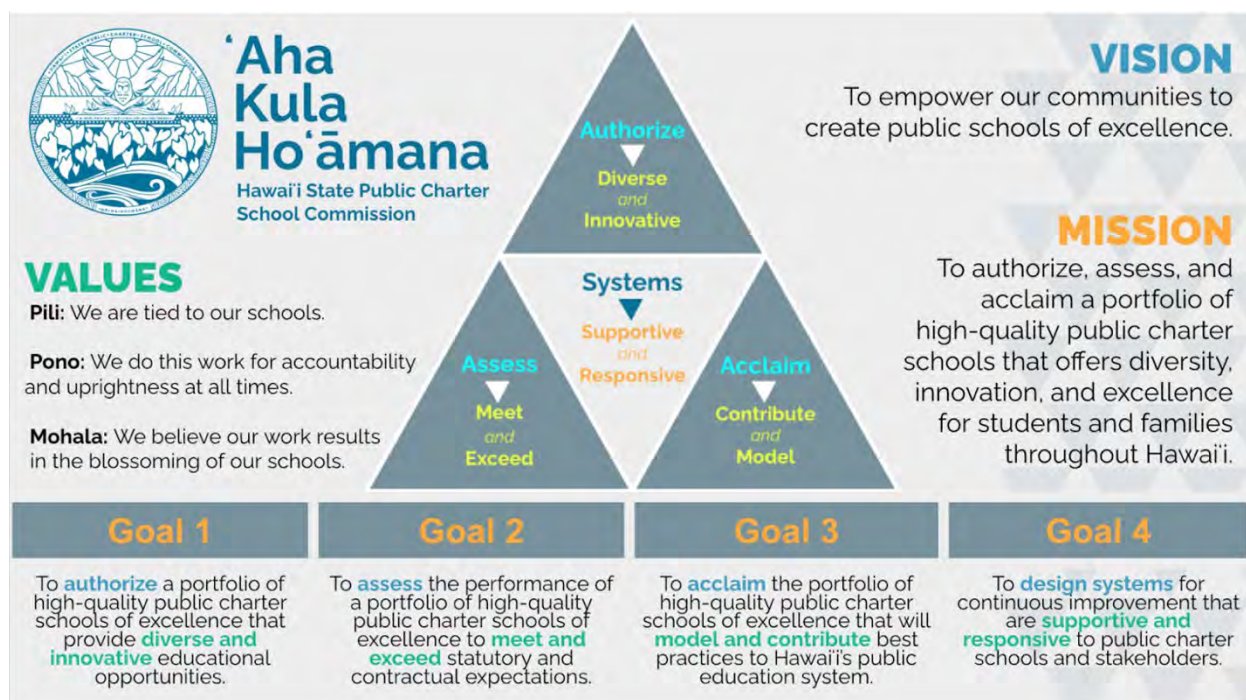 ʻAha
Kula
Hoʻāmana
Hawaiʻi State Public Charter
School Commission
VALUES
Pili: We are tied to our schools.
Pono: We do this work for accountability
and uprightness at all times.
Mohala: We believe our work results
in the blossoming of our schools.
Authorize
Diverse
and
Innovative
Systems
Supportive
and
Responsive
Assess
Meet
and
Exceed
Acclaim
Contribute
and
Model
VISION
To empower our communities to
create public schools of excellence.
MISSION
To authorize, assess, and
acclaim a portfolio of
high-quality public charter
schools that offers diversity,
innovation, and excellence
for students and families
throughout Hawaiʻi.
Goal 1
To authorize a portfolio of
high-quality public charter
schools of excellence that
provide diverse and
innovative educational
opportunities.
Goal 2
To assess the performance of
a portfolio of high-quality
public charter schools of
excellence to meet and
exceed statutory and
contractual expectations.
Goal 3
To acclaim the portfolio of
high-quality public charter
schools of excellence that will
model and contribute best
practices to Hawaiʻi's public
education system.
Goal 4
To design systems for
continuous improvement that
are supportive and
responsive to public charter
schools and stakeholders.